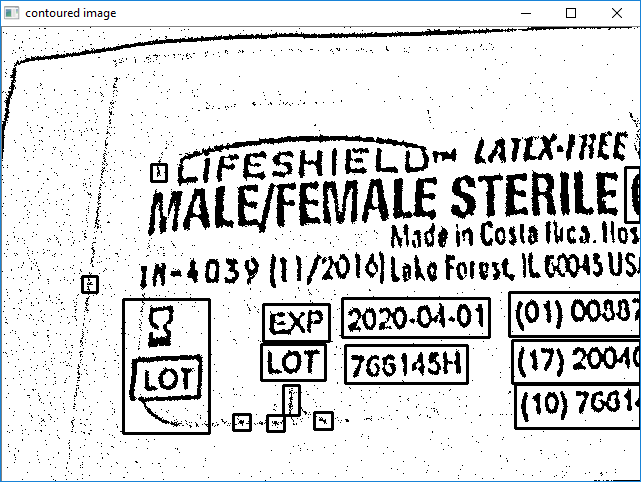 contoured image
LIFESHIELD™ LATEX-FREE
MALE/FEMALE STERILE
Made in Costa Rica. Hos
IM-4039 (11/2016) Lake Forest, IL 60045 USA
EXP 2020-04-01 (01) 00887
LOT LOT 766145H (17) 20040
(10) 76614